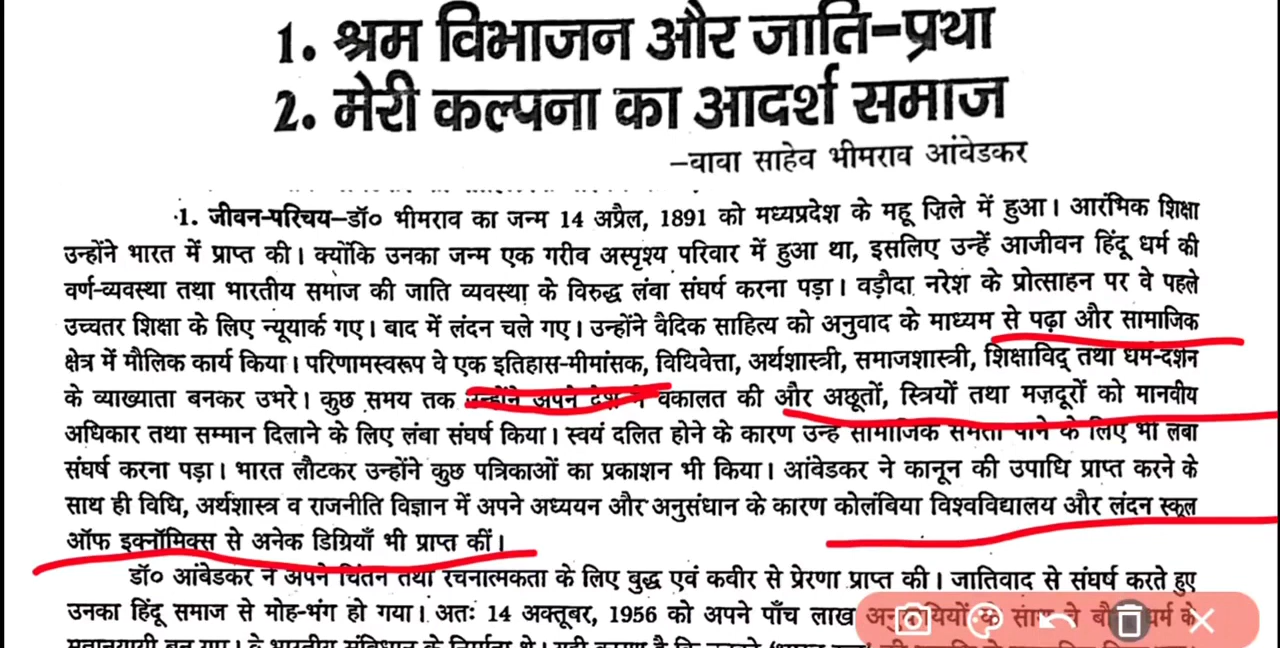 1. श्रम विभाजन और जाति-प्रथा
2. मेरी कल्पना का आदर्श समाज
–वावा साहेव भीमराव आंवेडकर
1. जीवन-परिचय–डॉ० भीमराव का जन्म 14 अप्रैल, 1891 को मध्यप्रदेश के महू ज़िले में हुआ। आरंभिक शिक्षा
उन्होंने भारत में प्राप्त की। क्योंकि उनका जन्म एक गरीव अस्पृश्य परिवार में हुआ था, इसलिए उन्हें आजीवन हिंदू धर्म की
वर्ण-व्यवस्था तथा भारतीय समाज की जाति व्यवस्था के विरुद्ध लंवा संघर्ष करना पड़ा। वड़ौदा नरेश के प्रोत्साहन पर वे पहले
उच्चतर शिक्षा के लिए न्यूयार्क गए। बाद में लंदन चले गए। उन्होंने वैदिक साहित्य को अनुवाद के माध्यम से पढ़ा और सामाजिक
क्षेत्र में मौलिक कार्य किया। परिणामस्वरूप वे एक इतिहास-मीमांसक, विधिवेत्ता, अर्थशास्त्री, समाजशास्त्री, शिक्षाविद् तथा धर्म-दर्शन
के व्याख्याता बनकर उभरे। कुछ समय तक उन्होंने अपने देश में वकालत की और अछूतों, स्त्रियों तथा मज़दूरों को मानवीय
अधिकार तथा सम्मान दिलाने के लिए लंबा संघर्ष किया। स्वयं दलित होने के कारण उन्हें सामाजिक समता पाने के लिए भी लंबा
संघर्ष करना पड़ा। भारत लौटकर उन्होंने कुछ पत्रिकाओं का प्रकाशन भी किया। आंवेडकर ने कानून की उपाधि प्राप्त करने के
साथ ही विधि, अर्थशास्त्र व राजनीति विज्ञान में अपने अध्ययन और अनुसंधान के कारण कोलंबिया विश्वविद्यालय और लंदन स्कूल
ऑफ इक्नॉमिक्स से अनेक डिग्रियाँ भी प्राप्त कीं।
डॉ० आंबेडकर ने अपने चिंतन तथा रचनात्मकता के लिए वुद्ध एवं कवीर से प्रेरणा प्राप्त की। जातिवाद से संघर्ष करते हुए
उनका हिंदू समाज से मोह-भंग हो गया। अतः 14 अक्तूबर, 1956 को अपने पाँच लाख